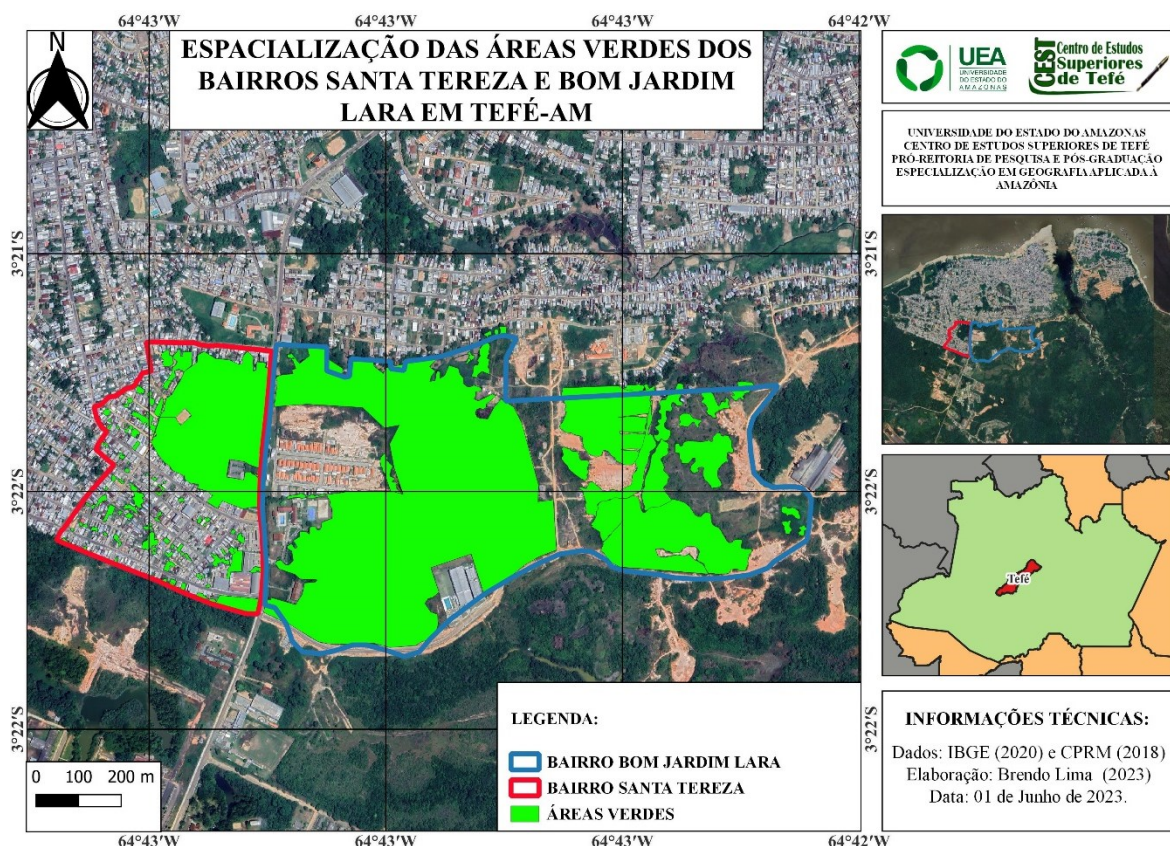 64°43'W 64°43'W 64°43'W 64°42'W
N
ESPACIALIZAÇÃO DAS ÁREAS VERDES DOS
BAIRROS SANTA TEREZA E BOM JARDIM
LARA EM TEFÉ-AM
3°21'S 3°21'S
3°22'S 3°22'S
3°22'S 3°22'S
LEGENDA:
BAIRRO BOM JARDIM LARA
BAIRRO SANTA TEREZA
ÁREAS VERDES
0 100 200 m
64°43'W 64°43'W 64°43'W 64°42'W
UEA
UNIVERSIDADE
DO ESTADO DO
AMAZONAS
CEST
Centro de Estudos
Superiores
de Tefé
UNIVERSIDADE DO ESTADO DO AMAZONAS
CENTRO DE ESTUDOS SUPERIORES DE TEFÉ
PRÓ-REITORIA DE PESQUISA E PÓS-GRADUAÇÃO
ESPECIALIZAÇÃO EM GEOGRAFIA APLICADA À
AMAZÔNIA
Tefé
INFORMAÇÕES TÉCNICAS:
Dados: IBGE (2020) e CPRM (2018)
Elaboração: Brendo Lima (2023)
Data: 01 de Junho de 2023.